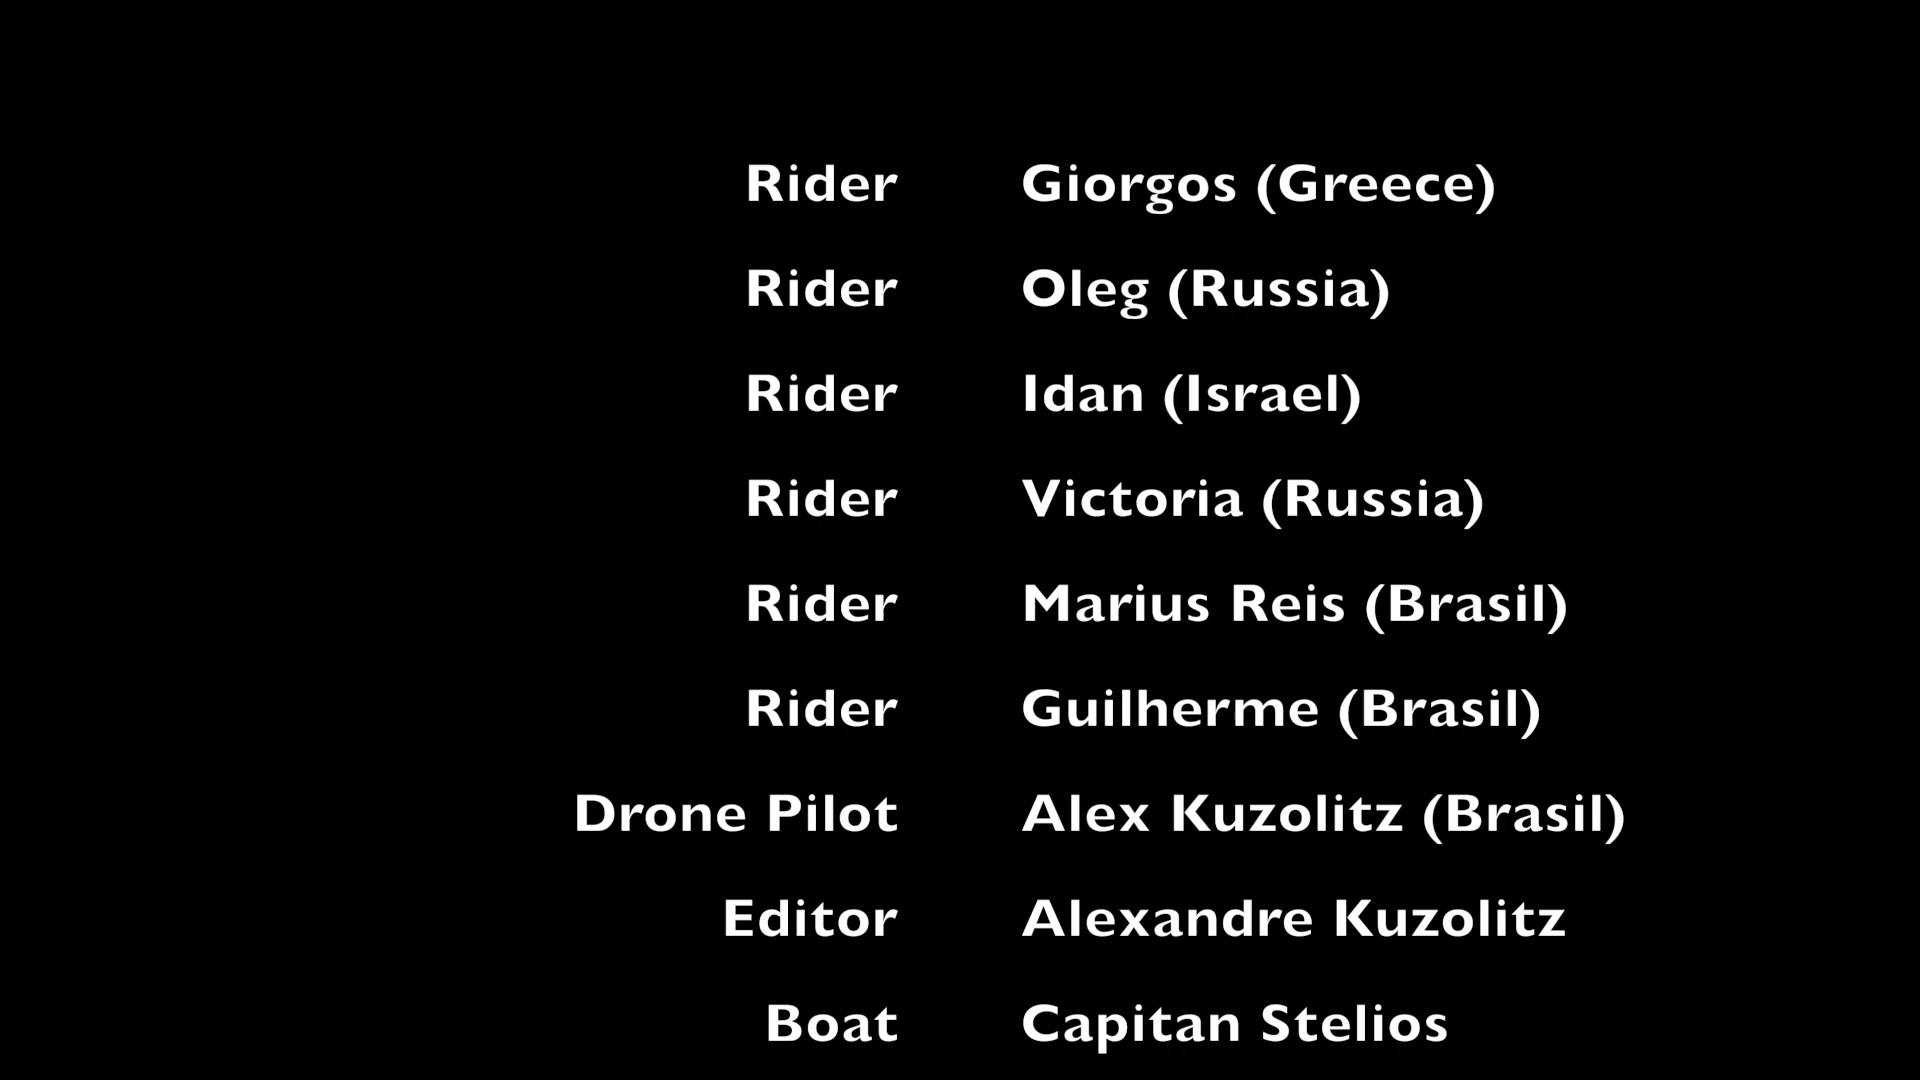 Rider Giorgos (Greece)
Rider Oleg (Russia)
Rider Idan (Israel)
Rider Victoria (Russia)
Rider Marius Reis (Brasil)
Rider Guilherme (Brasil)
Drone Pilot Alex Kuzolitz (Brasil)
Editor Alexandre Kuzolitz
Boat Capitan Stelios